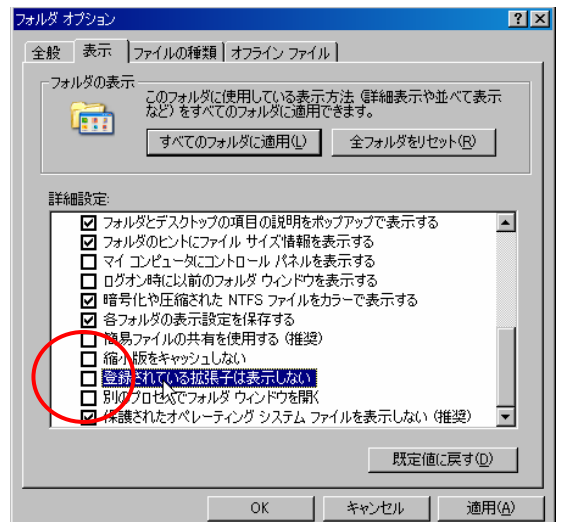 フォルダ オプション
全般 表示 ファイルの種類 オフライン ファイル
フォルダの表示
このフォルダに使用している表示方法 (詳細表示や並べて表示
など) をすべてのフォルダに適用できます。
すべてのフォルダに適用(L) 全フォルダをリセット(R)
詳細設定:
フォルダとデスクトップの項目の説明をポップアップで表示する
フォルダのヒントにファイル サイズ情報を表示する
マイ コンピュータにコントロール パネルを表示する
ログオン時に以前のフォルダ ウィンドウを表示する
暗号化や圧縮された NTFS ファイルをカラーで表示する
各フォルダの表示設定を保存する
簡易ファイルの共有を使用する (推奨)
縮小版をキャッシュしない
登録されている拡張子は表示しない
別のプロセスでフォルダ ウィンドウを開く
保護されたオペレーティング システム ファイルを表示しない (推奨)
既定値に戻す(D)
OK キャンセル 適用(A)